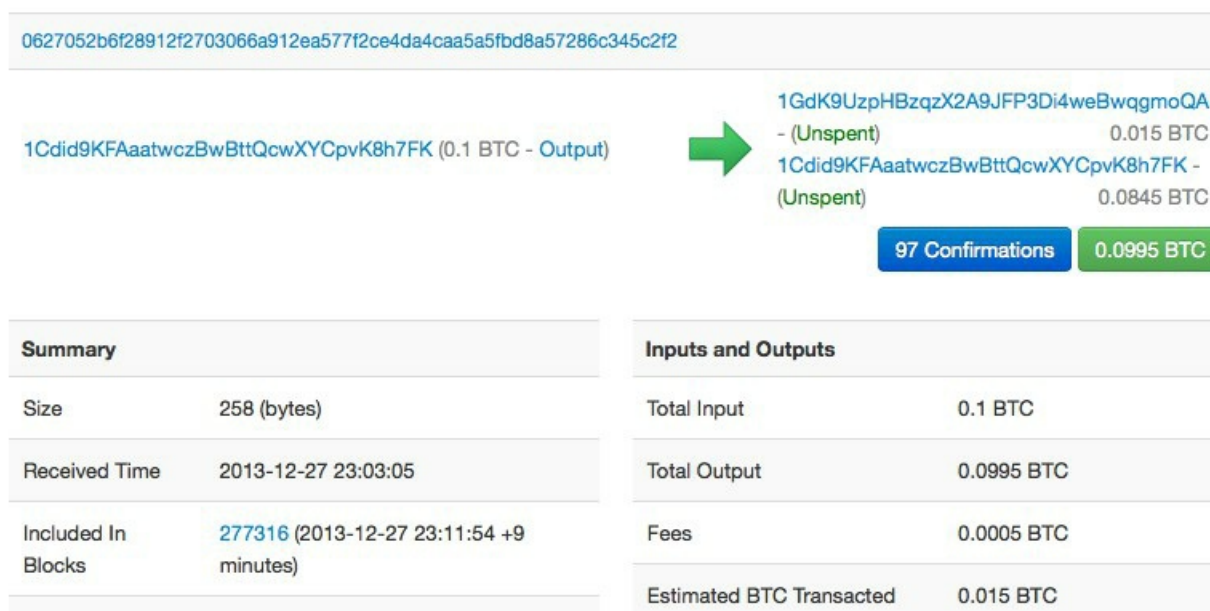 0627052b6f28912f2703066a912ea577f2ce4da4caa5a5fbd8a57286c345c2f2
1Cdid9KFAaatwczBwBttQcwXYCpvK8h7FK (0.1 BTC - Output)
1GdK9UzpHBzqzX2A9JFP3Di4weBwqgmoQA
- (Unspent) 0.015 BTC
1Cdid9KFAaatwczBwBttQcwXYCpvK8h7FK -
(Unspent) 0.0845 BTC
97 Confirmations 0.0995 BTC
Summary
Size 258 (bytes)
Received Time 2013-12-27 23:03:05
Included In 277316 (2013-12-27 23:11:54 +9
Blocks minutes)
Inputs and Outputs
Total Input 0.1 BTC
Total Output 0.0995 BTC
Fees 0.0005 BTC
Estimated BTC Transacted 0.015 BTC